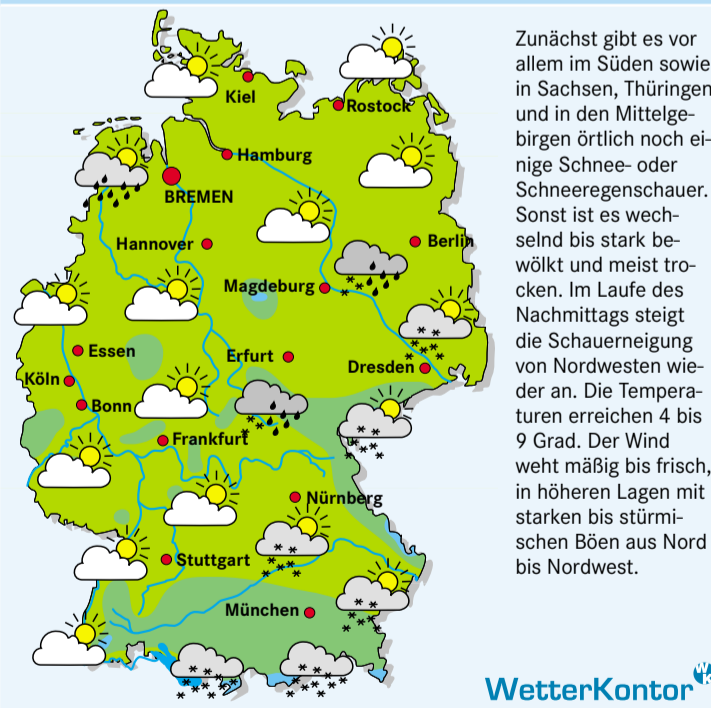 Kiel
Rostock
Hamburg
BREMEN
Hannover
Berlin
Magdeburg
Essen
Erfurt
Dresden
Köln
Bonn
Frankfurt
Nürnberg
Stuttgart
München
Zunächst gibt es vor
allem im Süden sowie
in Sachsen, Thüringen
und in den Mittelge-
birgen örtlich noch ei-
nige Schnee- oder
Schneeregenschauer.
Sonst ist es wech-
selnd bis stark be-
wölkt und meist tro-
cken. Im Laufe des
Nachmittags steigt
die Schauerneigung
von Nordwesten wie-
der an. Die Tempera-
turen erreichen 4 bis
9 Grad. Der Wind
weht mäßig bis frisch,
in höheren Lagen mit
starken bis stürmi-
schen Böen aus Nord
bis Nordwest.
WetterKontor